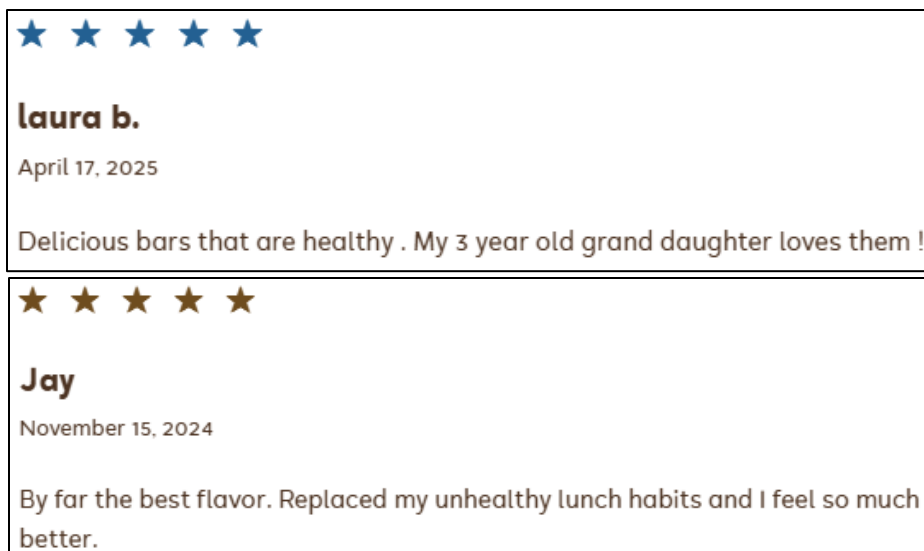 laura b.
April 17, 2025
Delicious bars that are healthy . My 3 year old grand daughter loves them !
Jay
November 15, 2024
By far the best flavor. Replaced my unhealthy lunch habits and I feel so much
better.